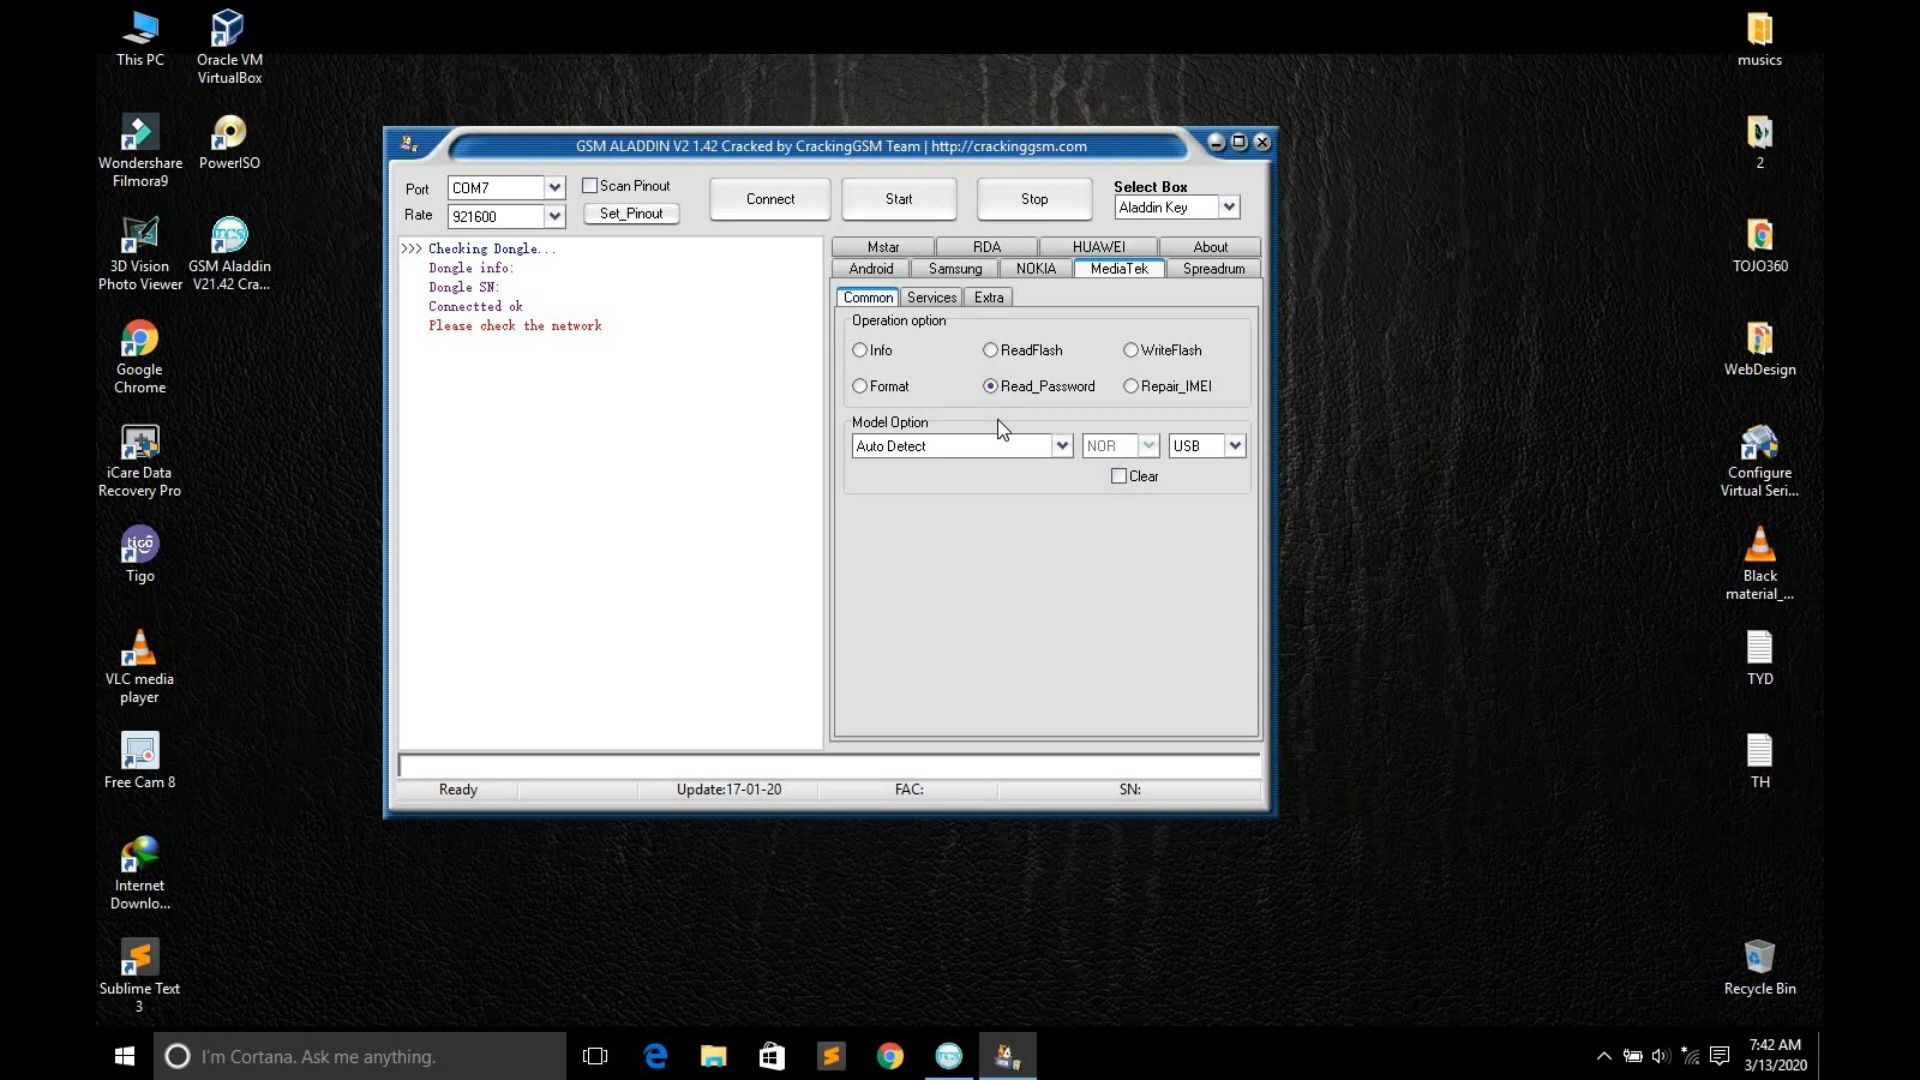 This PC
Oracle VM
VirtualBox
Wondershare
Filmora9
PowerISO
3D Vision
Photo Viewer
GSM Aladdin
V21.42 Cra...
Google
Chrome
iCare Data
Recovery Pro
tigo
Tigo
VLC media
player
Free Cam 8
Internet
Downlo...
Sublime Text
3
GSM ALADDIN V2 1.42 Cracked by CrackingGSM Team | http://crackinggsm.com
Port
COM7
Scan Pinout
Rate
921600
Set_Pinout
Connect
Start
Stop
Select Box
Aladdin Key
>>> Checking Dongle...
Dongle info:
Dongle SN:
Connectted ok
Please check the network
Mstar
RDA
HUAWEI
About
Android
Samsung
NOKIA
MediaTek
Spreadrum
Common
Services
Extra
Operation option
Info
ReadFlash
WriteFlash
Format
Read_Password
Repair_IMEI
Model Option
Auto Detect
NOR
USB
Clear
Ready
Update:17-01-20
FAC:
SN:
musics
2
TOJO360
WebDesign
Configure
Virtual Seri...
Black
material_...
TYD
TH
Recycle Bin
I'm Cortana. Ask me anything.
7:42 AM
3/13/2020